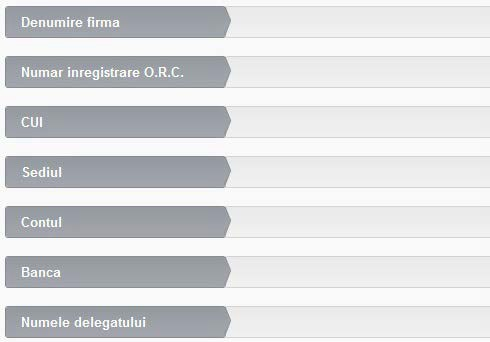 Denumire firma
Numar inregistrare O.R.C.
CUI
Sediul
Contul
Banca
Numele delegatului